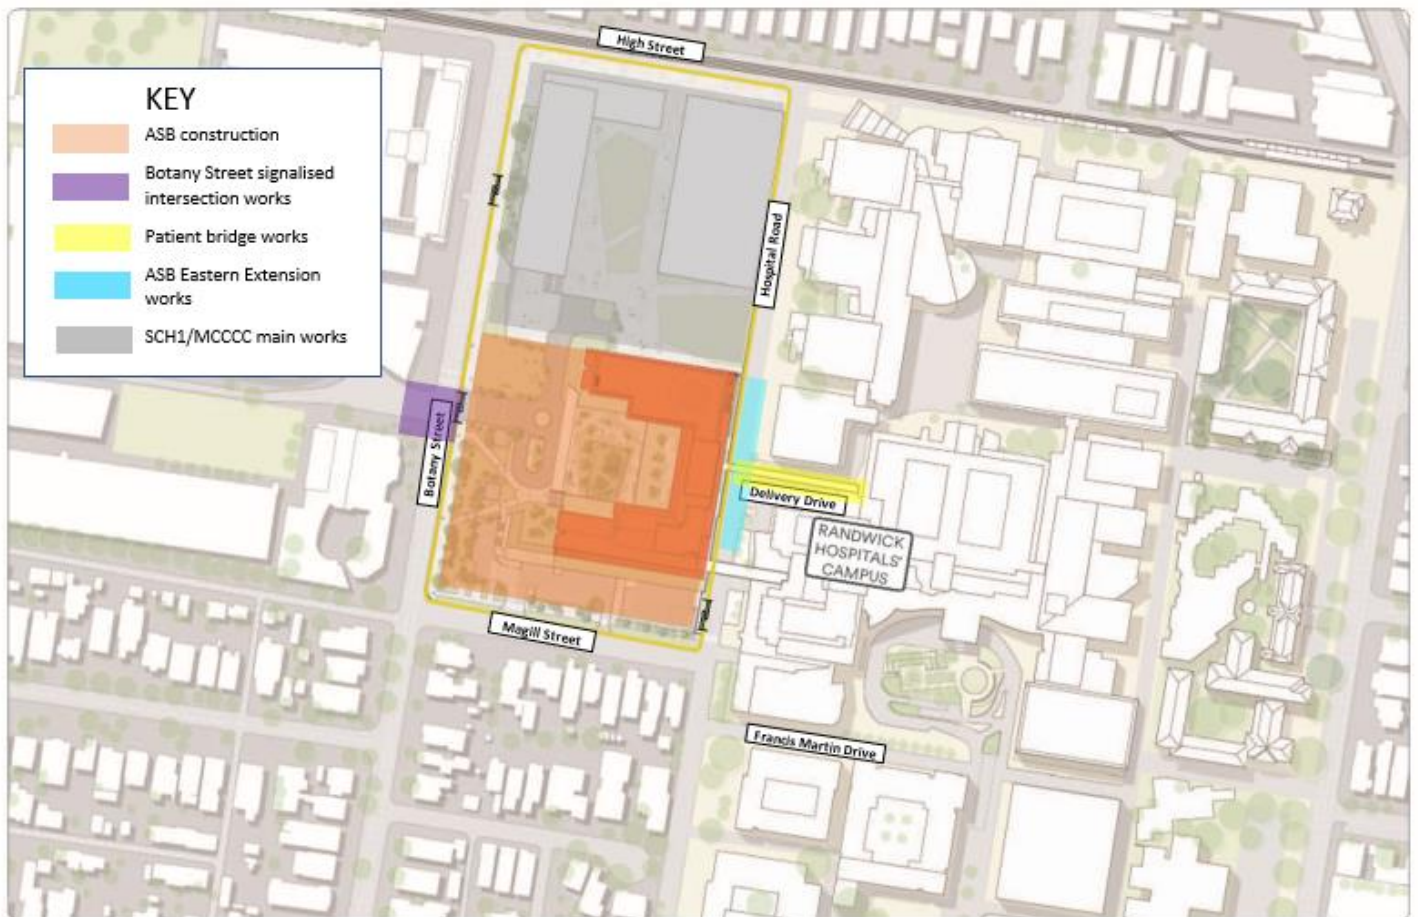 High Street
KEY
ASB construction
Botany Street signalised
intersection works
Patient bridge works
ASB Eastern Extension
works
SCH1/MCCCC main works
Hospital Road
Botany Street
Delivery Drive
RANDWICK
HOSPITALS'
CAMPUS
Magill Street
Francis Martin Drive